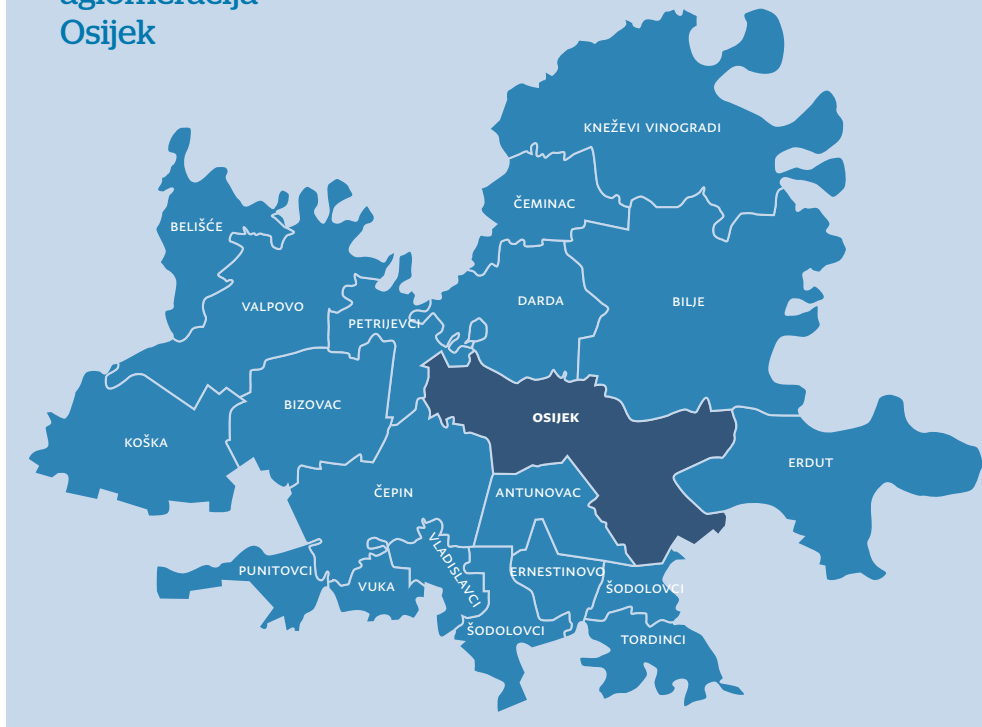 aglomeracija
Osijek
KNEŽEVI VINOGRADI
ČEMINAC
BELIŠĆE
VALPOVO
DARDA
BILJE
PETRIJEVCI
BIZOVAC
OSIJEK
KOŠKA
ERDUT
ČEPIN
ANTUNOVAC
VLADISLAVCI
PUNITOVCI
ERNESTINOVO
VUKA
ŠODOLOVCI
ŠODOLOVCI
TORDINCI